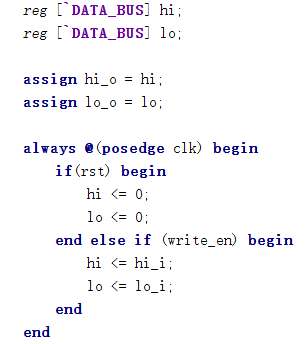 reg [`DATA_BUS] hi;
reg [`DATA_BUS] lo;

assign hi_o = hi;
assign lo_o = lo;

always @(posedge clk) begin
    if(rst) begin
        hi <= 0;
        lo <= 0;
    end else if (write_en) begin
        hi <= hi_i;
        lo <= lo_i;
    end
end